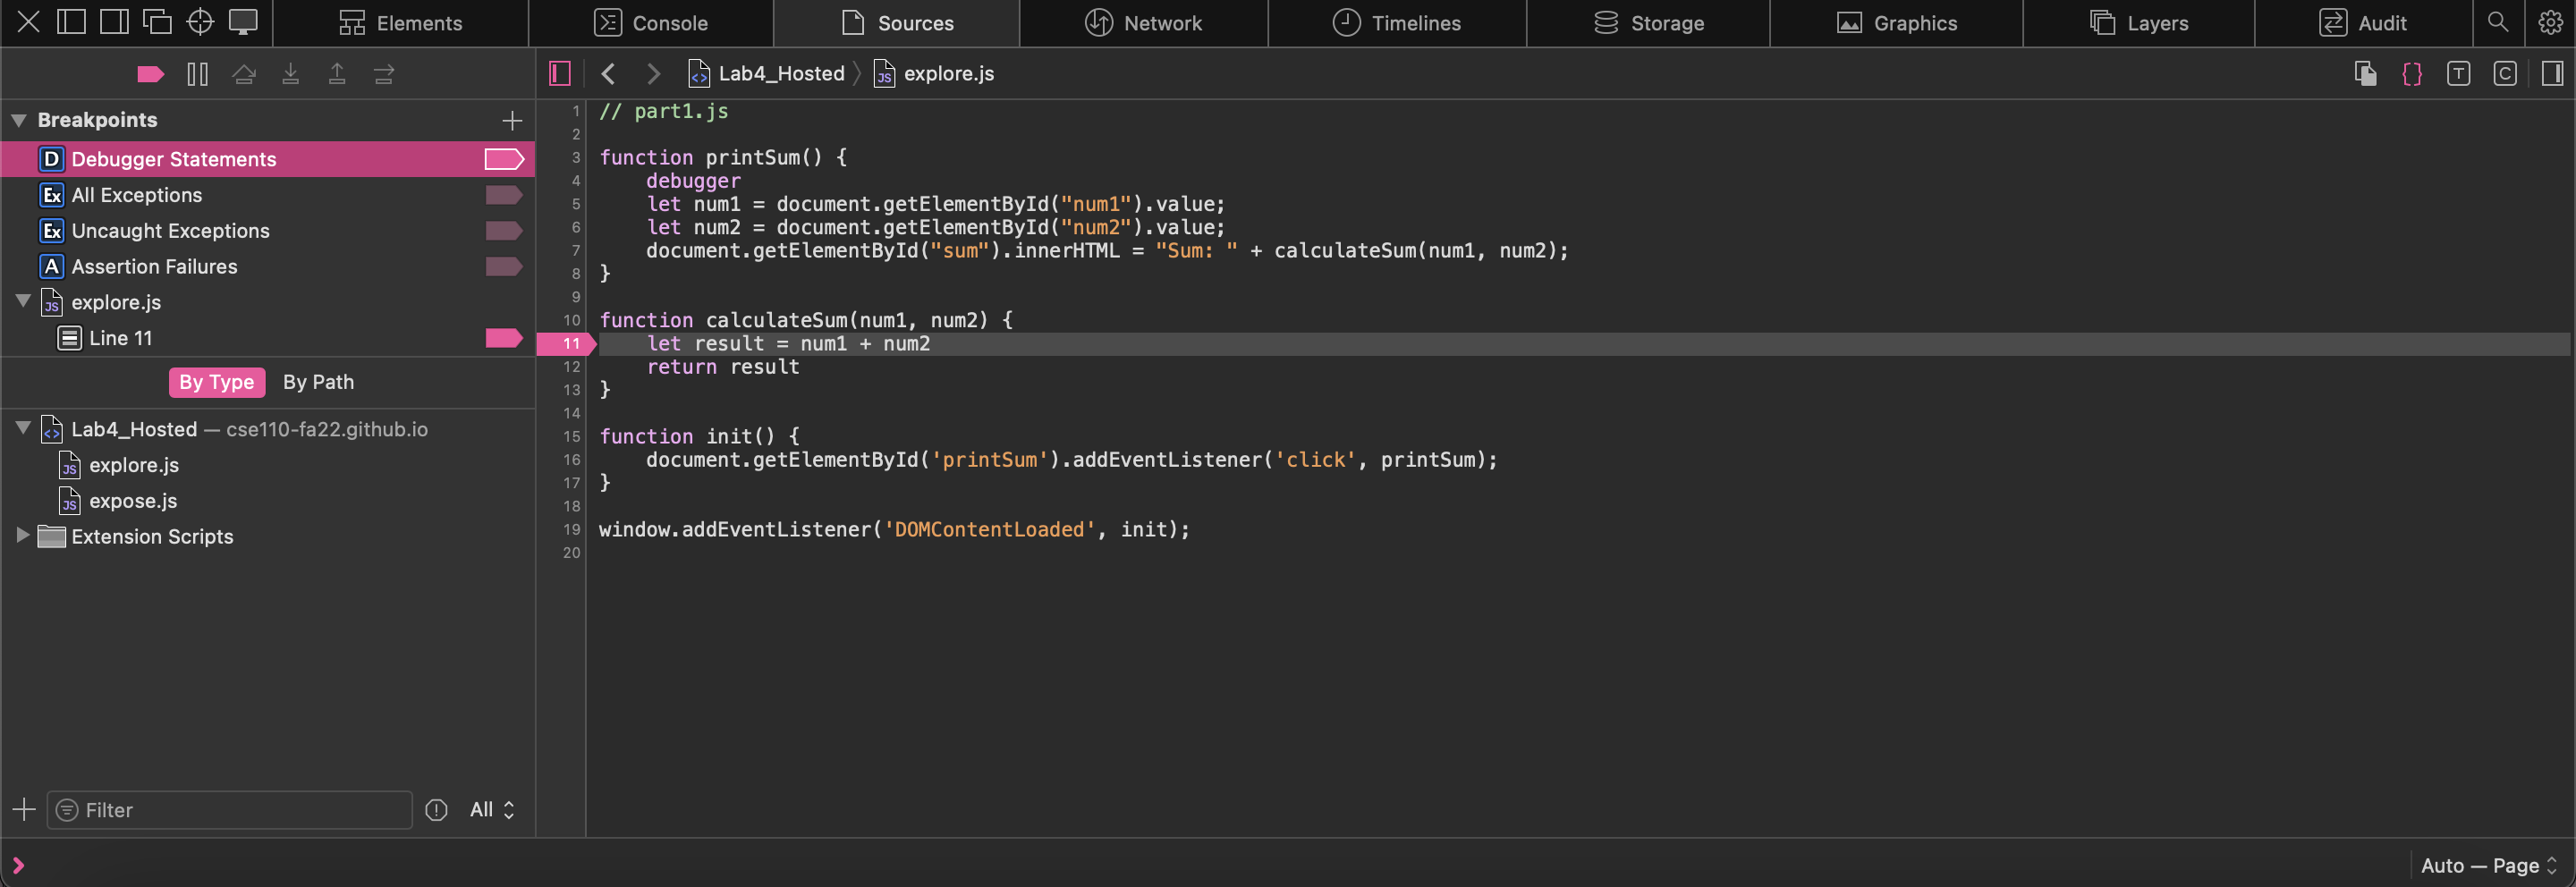 Elements
Console
Sources
Network
Timelines
Storage
Graphics
Layers
Audit
Lab4_Hosted
explore.js
{}
T
C
Breakpoints
D Debugger Statements
Ex All Exceptions
Ex Uncaught Exceptions
A Assertion Failures
JS explore.js
Line 11
By Type By Path
Lab4_Hosted — cse110-fa22.github.io
JS explore.js
JS expose.js
Extension Scripts
Filter
All
1 // part1.js
2
3 function printSum() {
4     debugger
5     let num1 = document.getElementById("num1").value;
6     let num2 = document.getElementById("num2").value;
7     document.getElementById("sum").innerHTML = "Sum: " + calculateSum(num1, num2);
8 }
9
10 function calculateSum(num1, num2) {
11     let result = num1 + num2
12     return result
13 }
14
15 function init() {
16     document.getElementById('printSum').addEventListener('click', printSum);
17 }
18
19 window.addEventListener('DOMContentLoaded', init);
20
Auto — Page